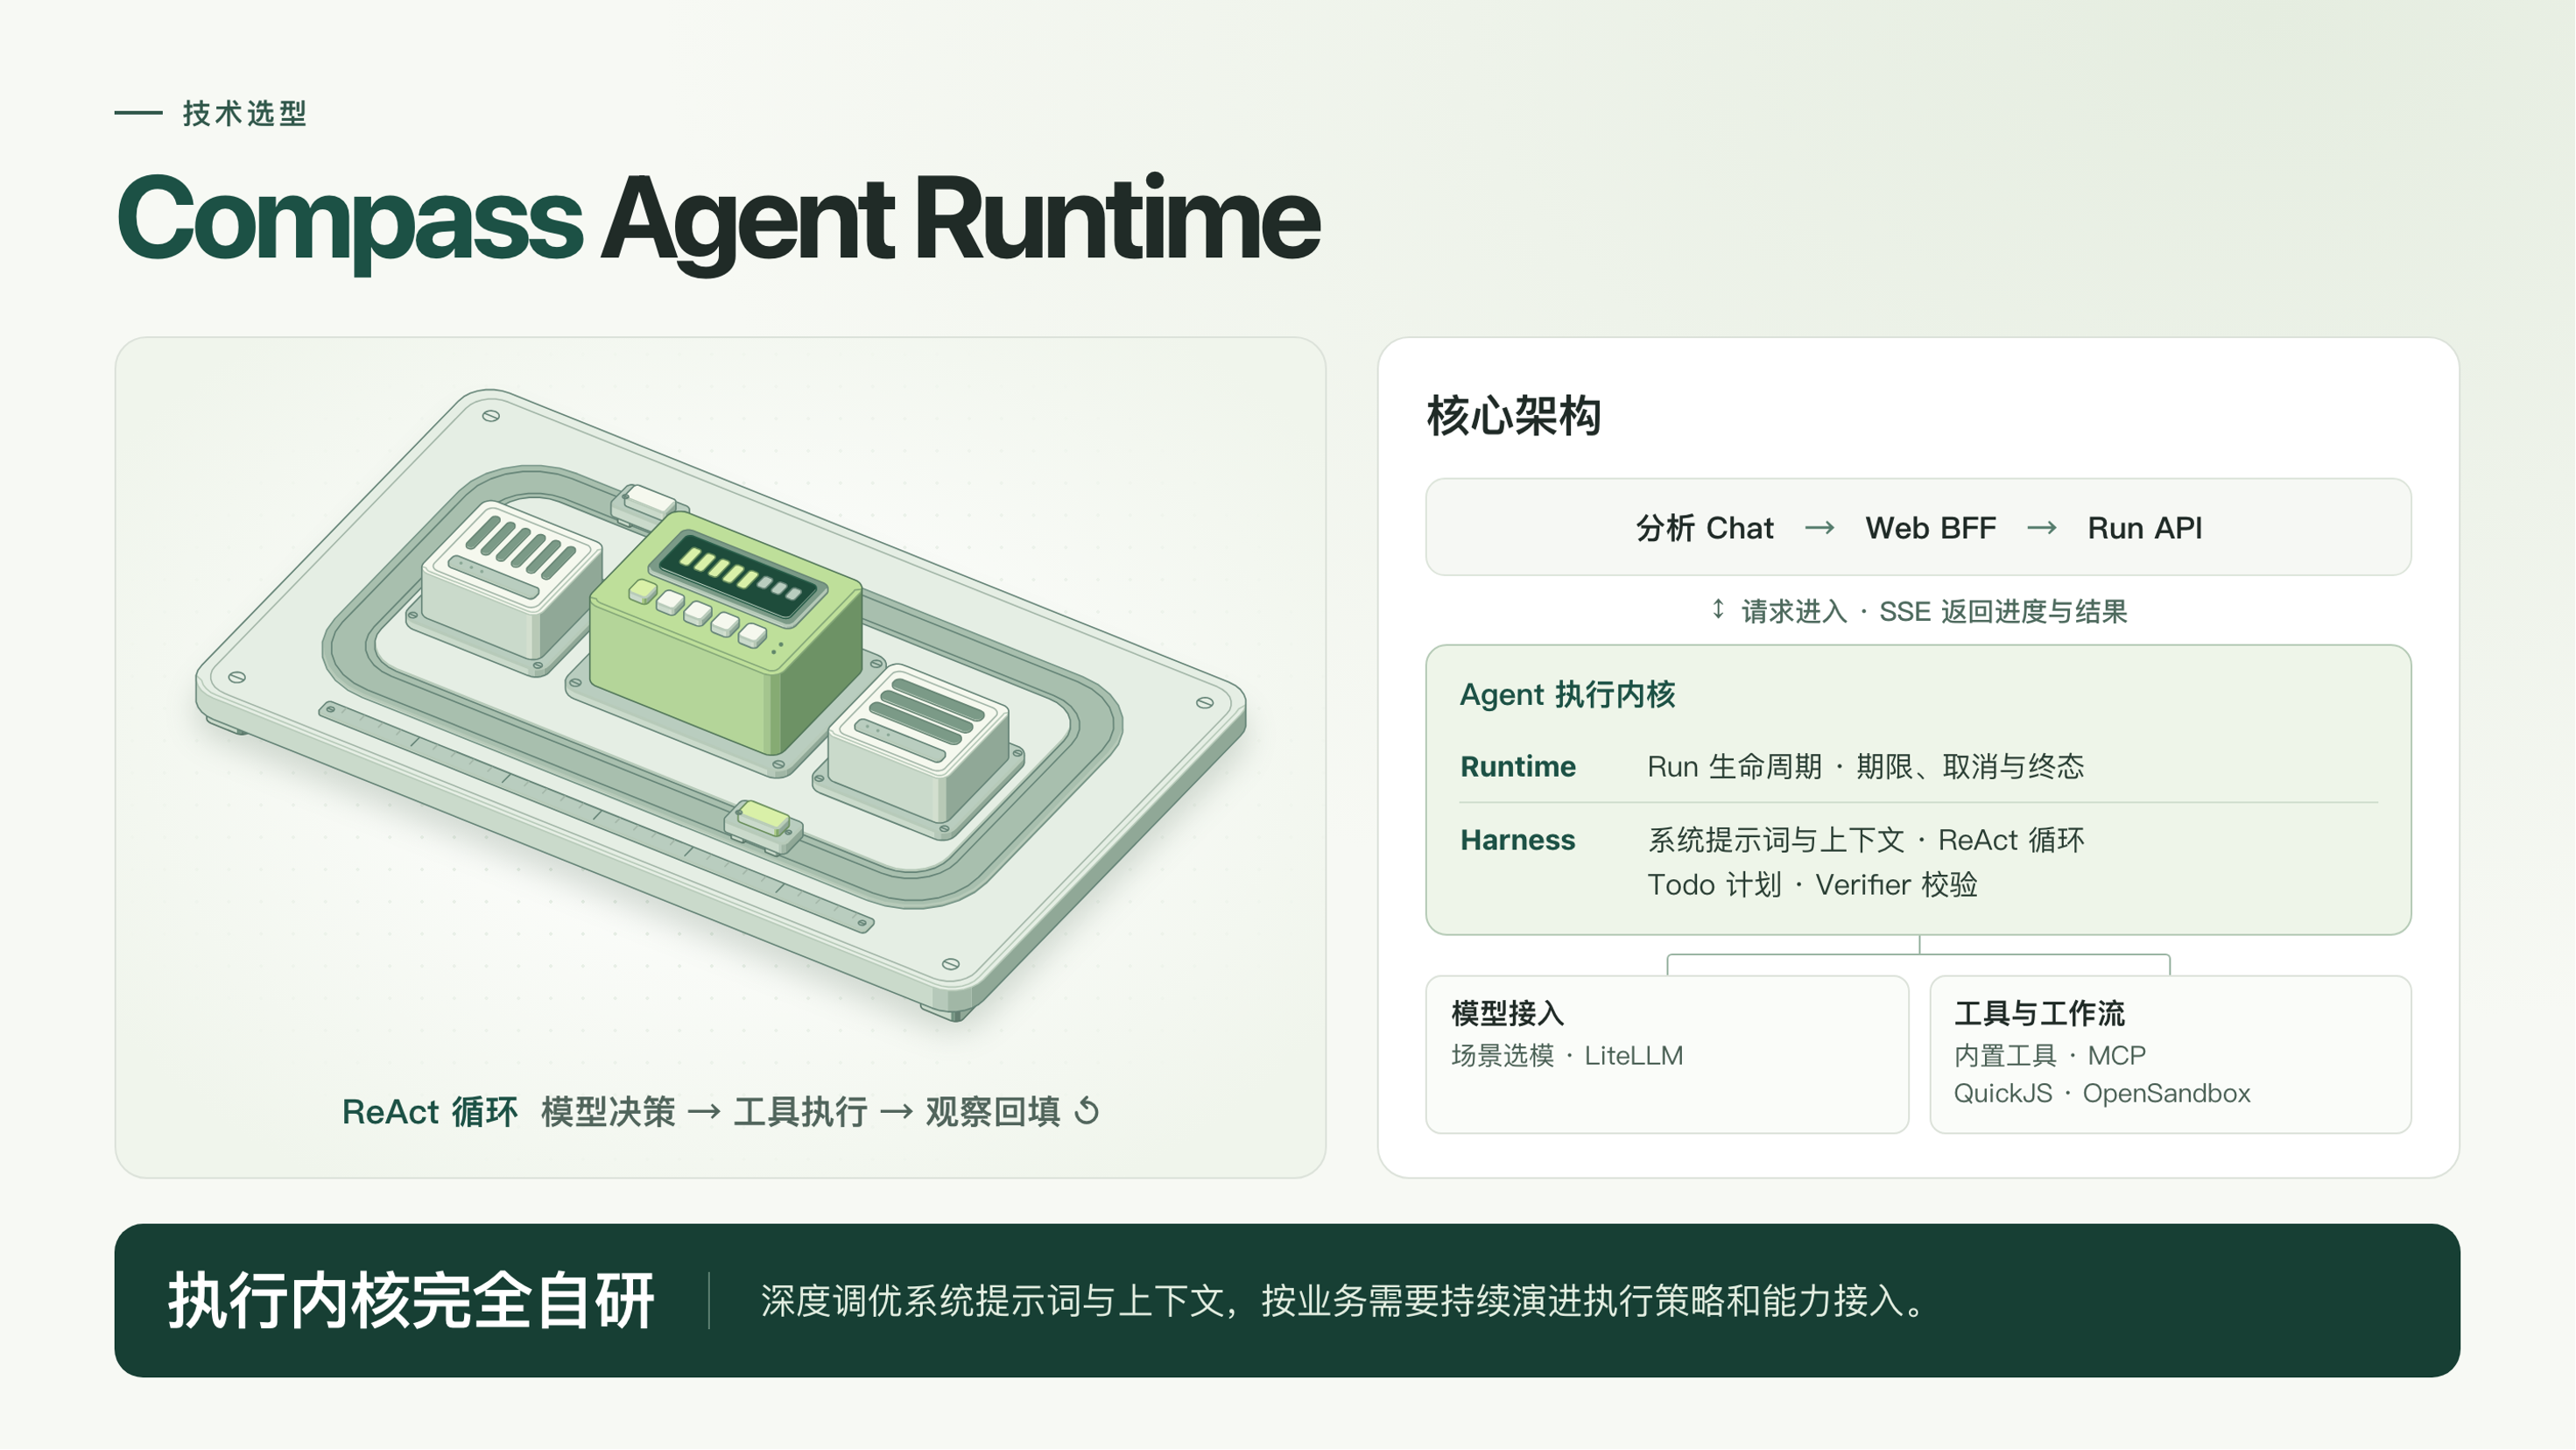 技术选型
Compass Agent Runtime
ReAct 循环 模型决策 → 工具执行 → 观察回填 ↺
核心架构
分析 Chat → Web BFF → Run API
↕ 请求进入 · SSE 返回进度与结果
Agent 执行内核
Runtime Run 生命周期 · 期限、取消与终态
Harness 系统提示词与上下文 · ReAct 循环
Todo 计划 · Verifier 校验
模型接入
场景选模 · LiteLLM
工具与工作流
内置工具 · MCP
QuickJS · OpenSandbox
执行内核完全自研
深度调优系统提示词与上下文，按业务需要持续演进执行策略和能力接入。